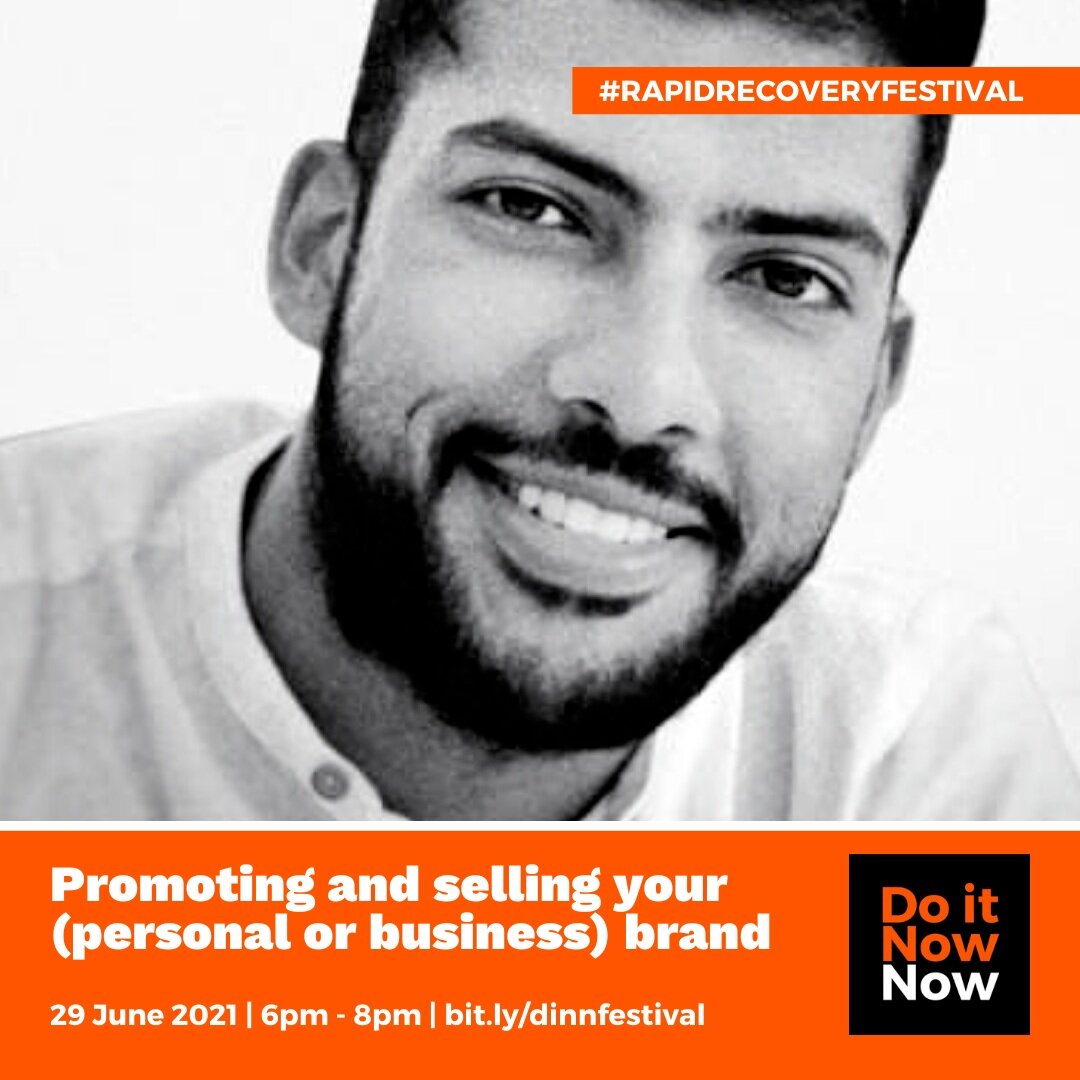 #RAPIDRECOVERYFESTIVAL
Promoting and selling your
(personal or business) brand
29 June 2021 | 6pm - 8pm | bit.ly/dinnfestival
Do it
Now
Now